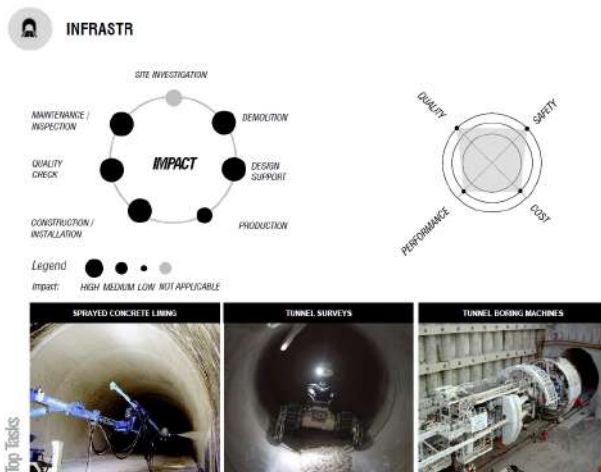 INFRASTR
SITE INVESTIGATION
MAINTENANCE /
INSPECTION
DEMOLITION
QUALITY
CHECK
IMPACT
DESIGN
SUPPORT
CONSTRUCTION /
INSTALLATION
PRODUCTION
QUALITY
SAFETY
PERFORMANCE
COST
Legend
Impact: HIGH MEDIUM LOW NOT APPLICABLE
Top Tasks
SPRAYED CONCRETE LINING
TUNNEL SURVEYS
TUNNEL BORING MACHINES